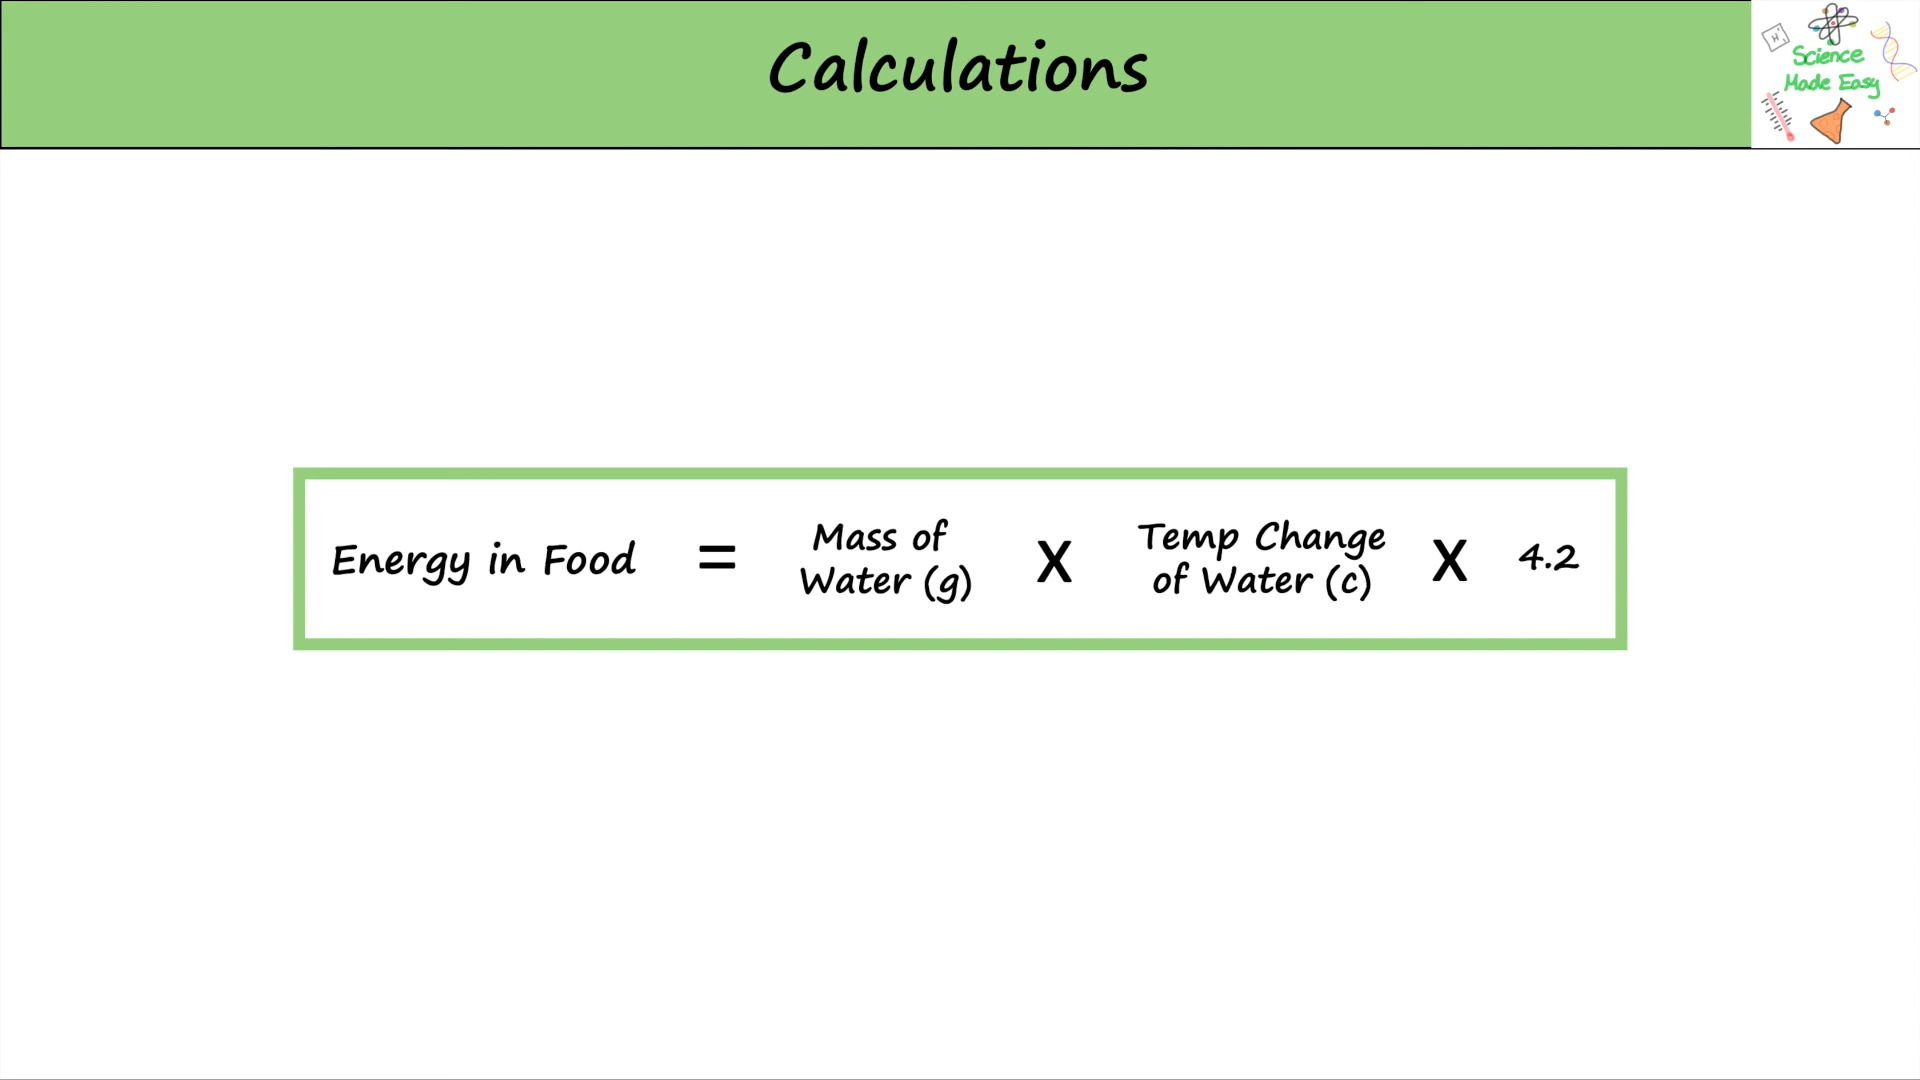 Calculations
H
Science
Made Easy
Energy in Food = Mass of Water (g) X Temp Change of Water (c) X 4.2